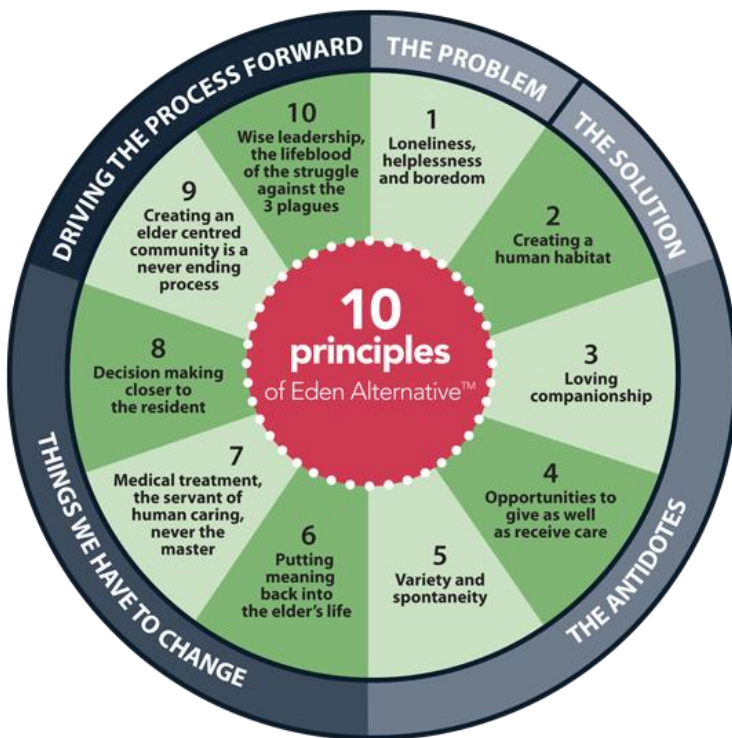 10
principles
of Eden Alternative™
THE PROBLEM
1
Loneliness,
helplessness
and boredom
THE SOLUTION
2
Creating a
human habitat
THE ANTIDOTES
3
Loving
companionship
4
Opportunities to
give as well
as receive care
5
Variety and
spontaneity
THINGS WE HAVE TO CHANGE
6
Putting
meaning
back into
the elder's life
7
Medical treatment,
the servant of
human caring,
never the
master
8
Decision making
closer to
the resident
DRIVING THE PROCESS FORWARD
9
Creating an
elder centred
community is a
never ending
process
10
Wise leadership,
the lifeblood
of the struggle
against the
3 plagues